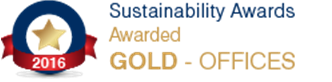 Sustainability Awards
Awarded
GOLD - OFFICES
2016